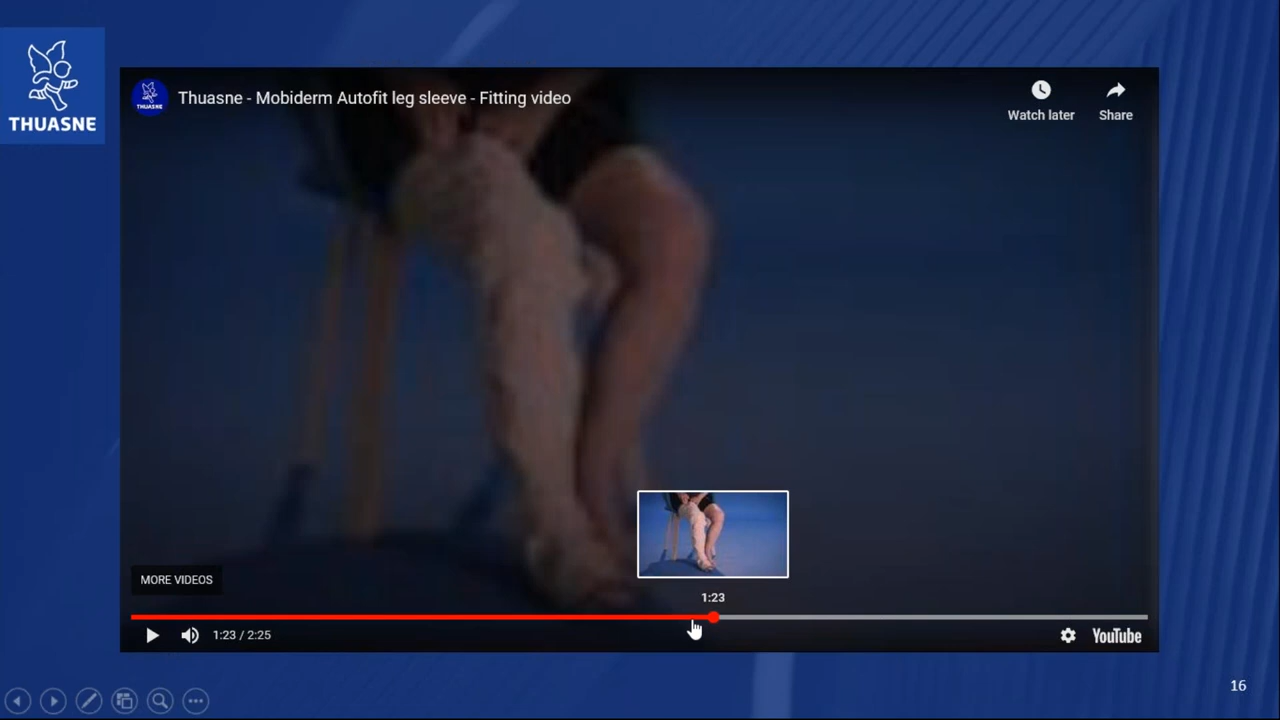 THUASNE
THUASNE
Thuasne - Mobiderm Autofit leg sleeve - Fitting video
Watch later
Share
MORE VIDEOS
1:23
1:23 / 2:25
YouTube
16